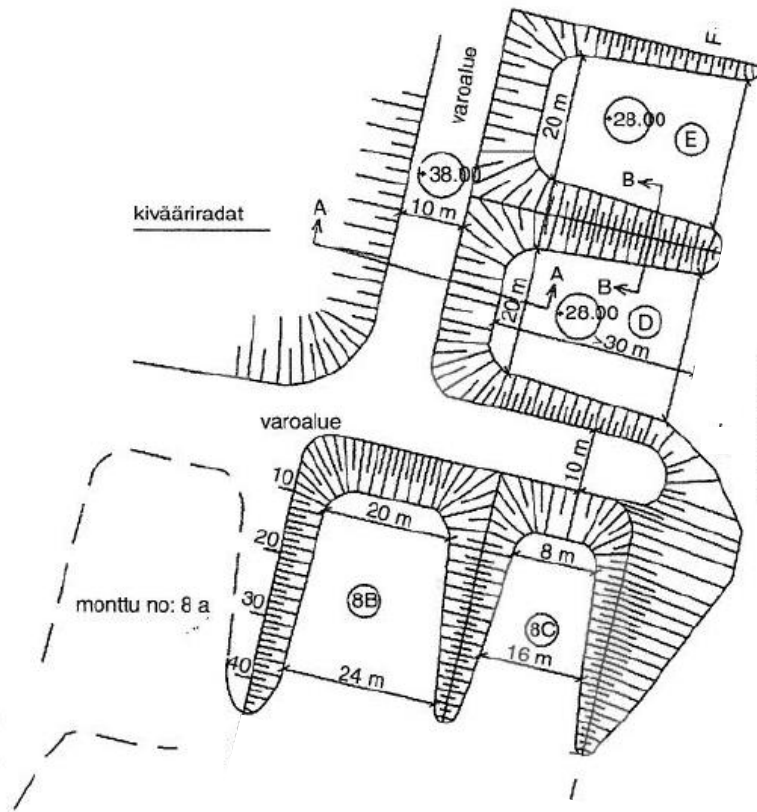 F
varoalue
20 m
+28.00
E
+38.00
B
kivääriradat
A
10 m
A
B
20 m
+28.00
D
>30 m
varoalue
10 m
10
20 m
20
8 m
monttu no: 8 a
30
8B
8C
40
24 m
16 m